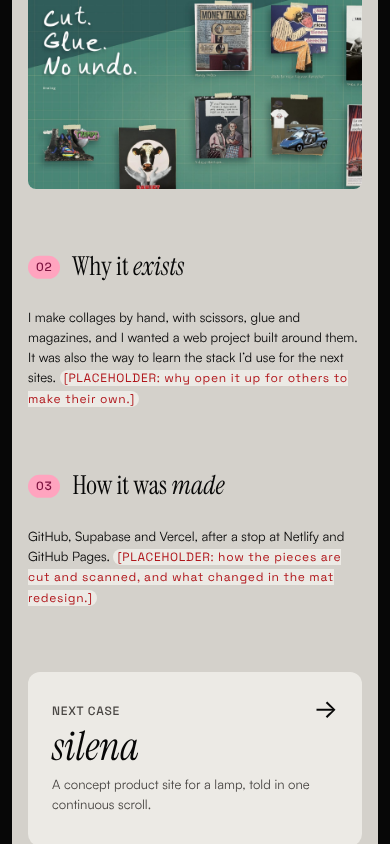 Cut.
Glue.
No undo.
MONEY TALKS
02
Why it exists
I make collages by hand, with scissors, glue and
magazines, and I wanted a web project built around them.
It was also the way to learn the stack I’d use for the next
sites. [PLACEHOLDER: why open it up for others to
make their own.]
03
How it was made
GitHub, Supabase and Vercel, after a stop at Netlify and
GitHub Pages. [PLACEHOLDER: how the pieces are
cut and scanned, and what changed in the mat
redesign.]
NEXT CASE
silena
A concept product site for a lamp, told in one
continuous scroll.